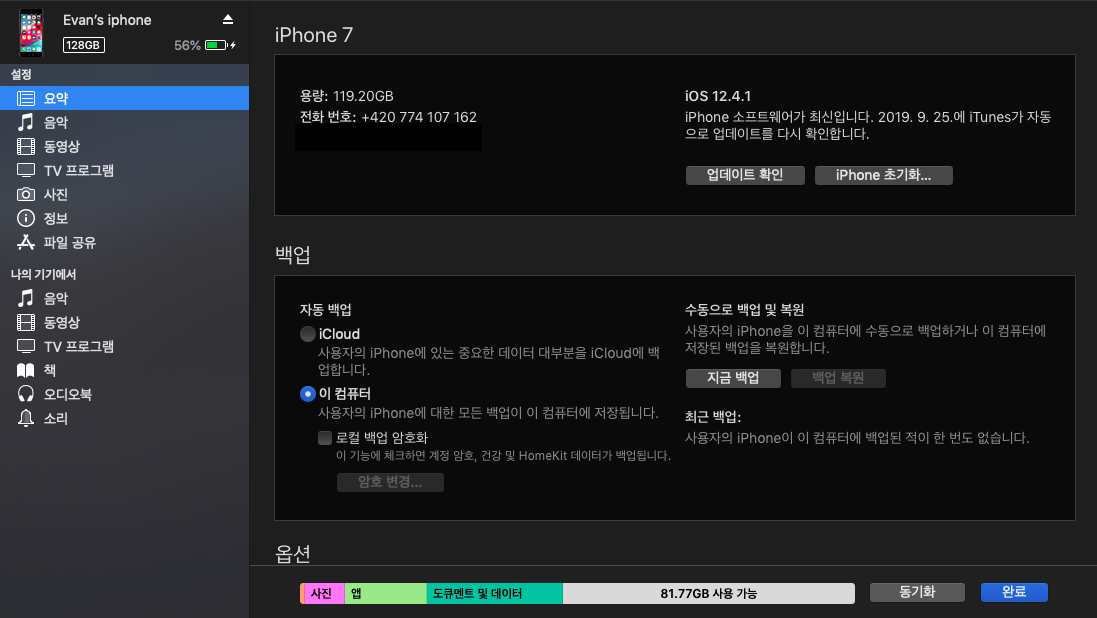 Evan's iphone
128GB
56%
설정
요약
음악
동영상
TV 프로그램
사진
정보
파일 공유
나의 기기에서
음악
동영상
TV 프로그램
책
오디오북
소리
iPhone 7
용량: 119.20GB
전화 번호: +420 774 107 162
iOS 12.4.1
iPhone 소프트웨어가 최신입니다. 2019. 9. 25.에 iTunes가 자동
으로 업데이트를 다시 확인합니다.
업데이트 확인
iPhone 초기화...
백업
자동 백업
iCloud
사용자의 iPhone에 있는 중요한 데이터 대부분을 iCloud에 백
업합니다.
이 컴퓨터
사용자의 iPhone에 대한 모든 백업이 이 컴퓨터에 저장됩니다.
로컬 백업 암호화
이 기능에 체크하면 계정 암호, 건강 및 HomeKit 데이터가 백업됩니다.
암호 변경...
수동으로 백업 및 복원
사용자의 iPhone을 이 컴퓨터에 수동으로 백업하거나 이 컴퓨터에
저장된 백업을 복원합니다.
지금 백업
백업 복원
최근 백업:
사용자의 iPhone이 이 컴퓨터에 백업된 적이 한 번도 없습니다.
옵션
사진
앱
도큐멘트 및 데이터
81.77GB 사용 가능
동기화
완료